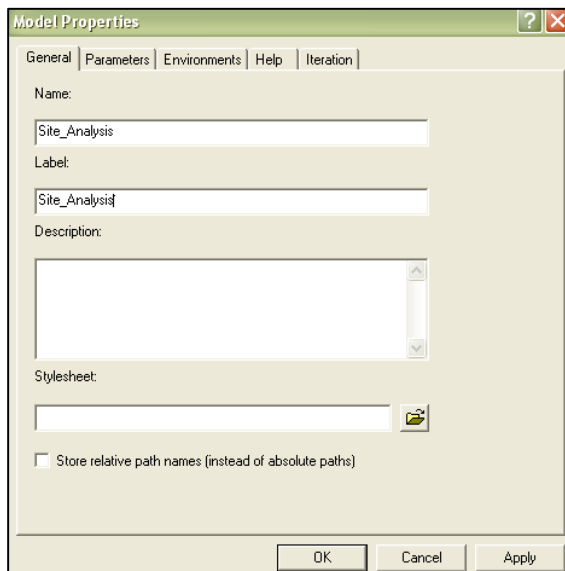 Model Properties
General Parameters Environments Help Iteration
Name:
Site_Analysis
Label:
Site_Analysis
Description:
Stylesheet:
Store relative path names (instead of absolute paths)
OK Cancel Apply